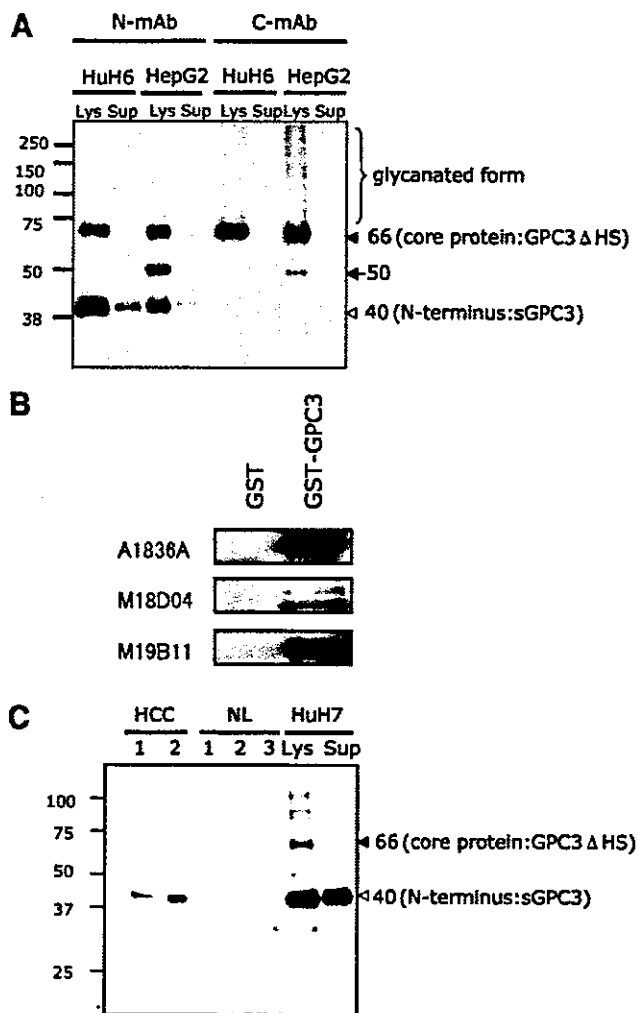 A
N-mAb C-mAb
HuH6 HepG2 HuH6 HepG2
Lys Sup Lys Sup Lys Sup Lys Sup
250
150
100
75
50
38
glycanated form
66 (core protein:GPC3ΔHS)
50
40 (N-terminus:sGPC3)
B
GST
GST-GPC3
A1836A
M18D04
M19B11
C
HCC NL HuH7
1 2 1 2 3 Lys Sup
100
75
50
37
25
66 (core protein:GPC3ΔHS)
40 (N-terminus:sGPC3)